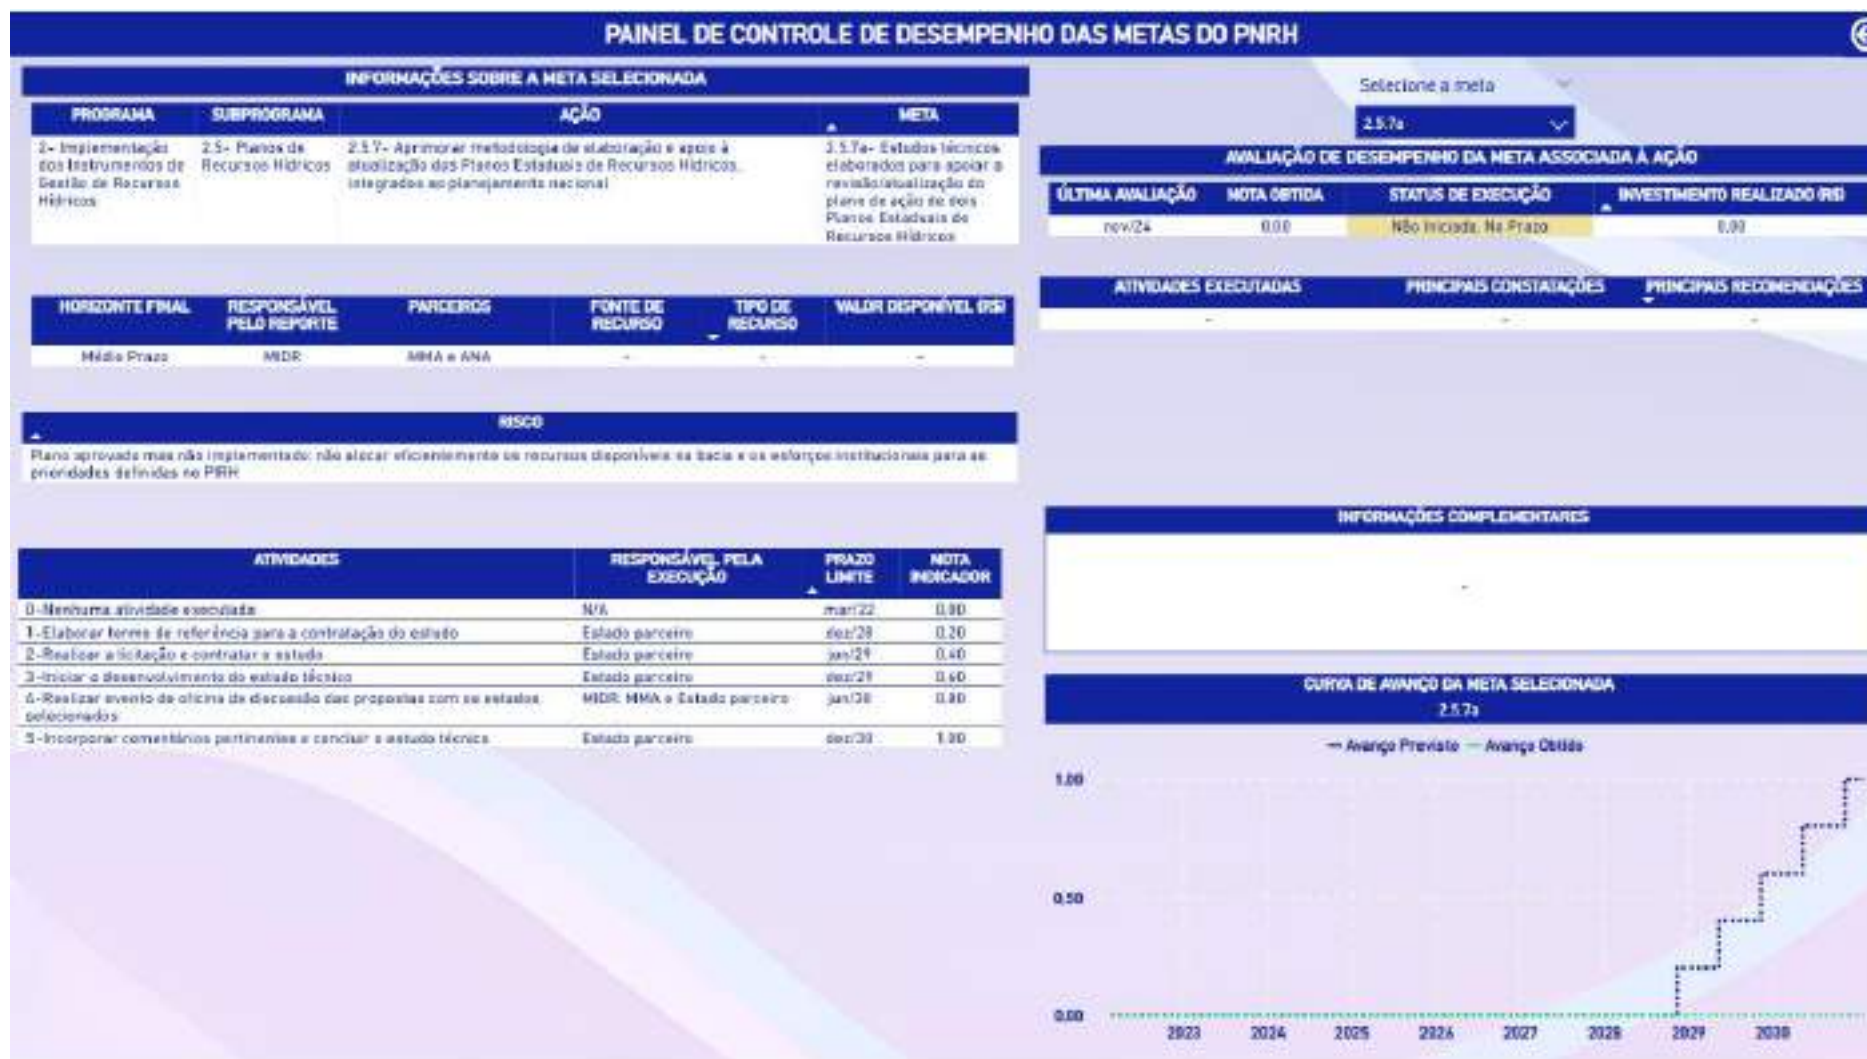 PAINEL DE CONTROLE DE DESEMPENHO DAS METAS DO PNRH
INFORMAÇÕES SOBRE A META SELECIONADA
PROGRAMA SUBPROGRAMA AÇÃO META
2- Implementação dos Instrumentos de Gestão de Recursos Hídricos
2.5- Planos de Recursos Hídricos
2.5.7- Aprimorar metodologia de elaboração e apoio à atualização dos Planos Estaduais de Recursos Hídricos, integrados ao planejamento nacional
2.5.7a- Estudos técnicos elaborados para apoiar a revisão/atualização do plano de ação de dois Planos Estaduais de Recursos Hídricos
HORIZONTE FINAL RESPONSÁVEL PELO REPORTE PARCEIROS FONTE DE RECURSO TIPO DE RECURSO VALOR DISPONÍVEL (R$)
Médio Prazo MIDR MMA e ANA - - -
RISCO
Plano aprovado mas não implementado: não alocar eficientemente os recursos disponíveis na bacia e os esforços institucionais para as
prioridades definidas no PIRH
ATIVIDADES RESPONSÁVEL PELA EXECUÇÃO PRAZO LIMITE NOTA INDICADOR
0-Nenhuma atividade executada N/A mar/22 0.00
1-Elaborar termo de referência para a contratação do estudo Estado parceiro dez/28 0.20
2-Realizar a licitação e contratar o estudo Estado parceiro jun/29 0.40
3-Iniciar o desenvolvimento do estudo técnico Estado parceiro dez/29 0.60
4-Realizar evento de oficina de discussão das propostas com os estados selecionados MIDR, MMA e Estado parceiro jun/30 0.80
5-Incorporar comentários pertinentes e concluir o estudo técnico Estado parceiro dez/30 1.00
Selecione a meta
2.5.7a
AVALIAÇÃO DE DESEMPENHO DA META ASSOCIADA À AÇÃO
ÚLTIMA AVALIAÇÃO NOTA OBTIDA STATUS DE EXECUÇÃO INVESTIMENTO REALIZADO (R$)
nov/24 0.00 Não Iniciada, No Prazo 0.00
ATIVIDADES EXECUTADAS PRINCIPAIS CONSTATAÇÕES PRINCIPAIS RECOMENDAÇÕES
- - -
INFORMAÇÕES COMPLEMENTARES
-
CURVA DE AVANÇO DA META SELECIONADA
2.5.7a
Avanço Previsto Avanço Obtido
1.00
0.50
0.00
2023 2024 2025 2026 2027 2028 2029 2030